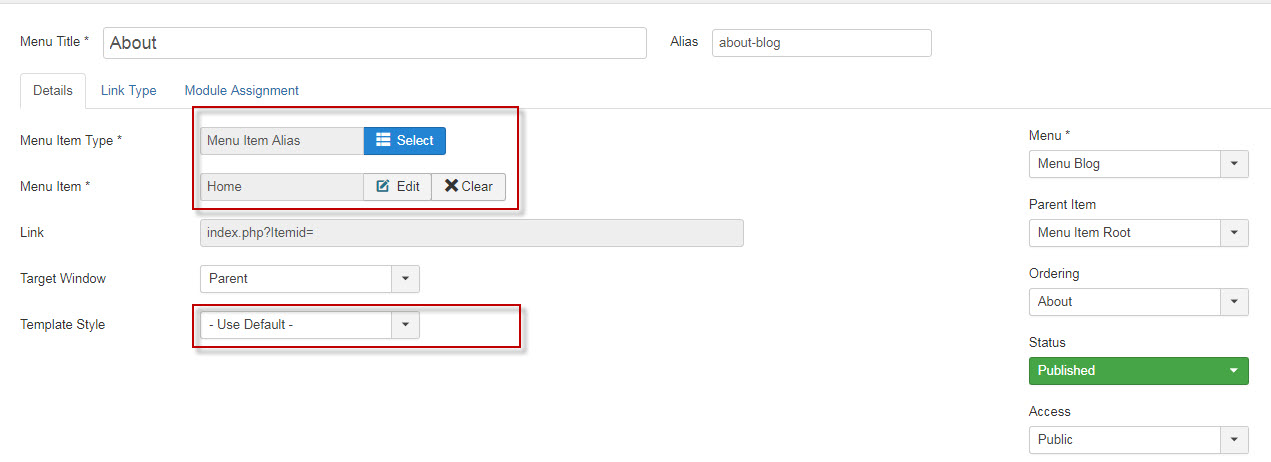 Menu Title * About Alias about-blog
Details Link Type Module Assignment
Menu Item Type * Menu Item Alias Select
Menu Item * Home Edit Clear
Link index.php?Itemid=
Target Window Parent
Template Style - Use Default -
Menu *
Menu Blog
Parent Item
Menu Item Root
Ordering
About
Status
Published
Access
Public